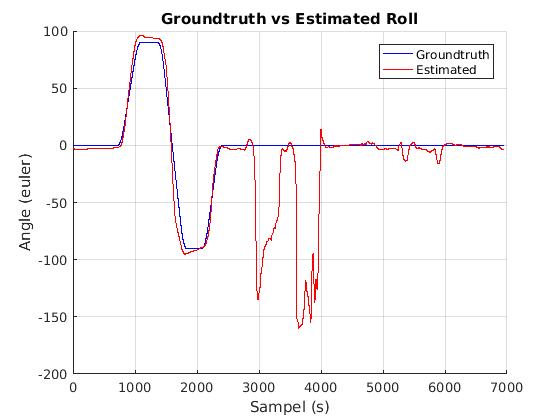 Groundtruth vs Estimated Roll
100
50
0
-50
-100
-150
-200
Angle (euler)
Groundtruth
Estimated
0 1000 2000 3000 4000 5000 6000 7000
Sampel (s)